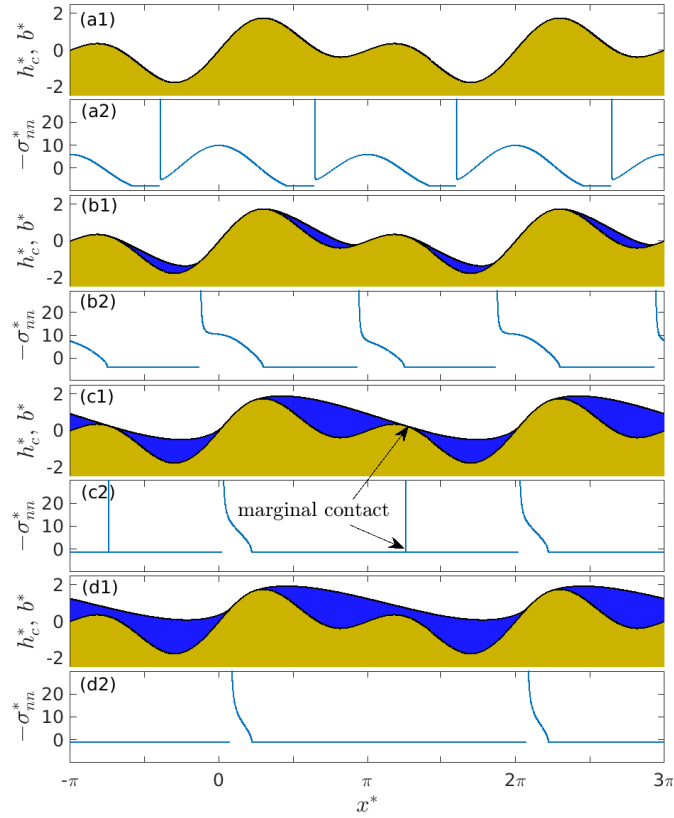 (a1)
h*c, b*
2
0
-2
(a2)
−σ*nn
10
0
(b1)
h*c, b*
2
0
-2
(b2)
−σ*nn
20
10
0
(c1)
h*c, b*
2
0
-2
(c2)
marginal contact
−σ*nn
20
10
0
(d1)
h*c, b*
2
0
-2
(d2)
−σ*nn
20
10
0
-π 0 π 2π 3π
x*